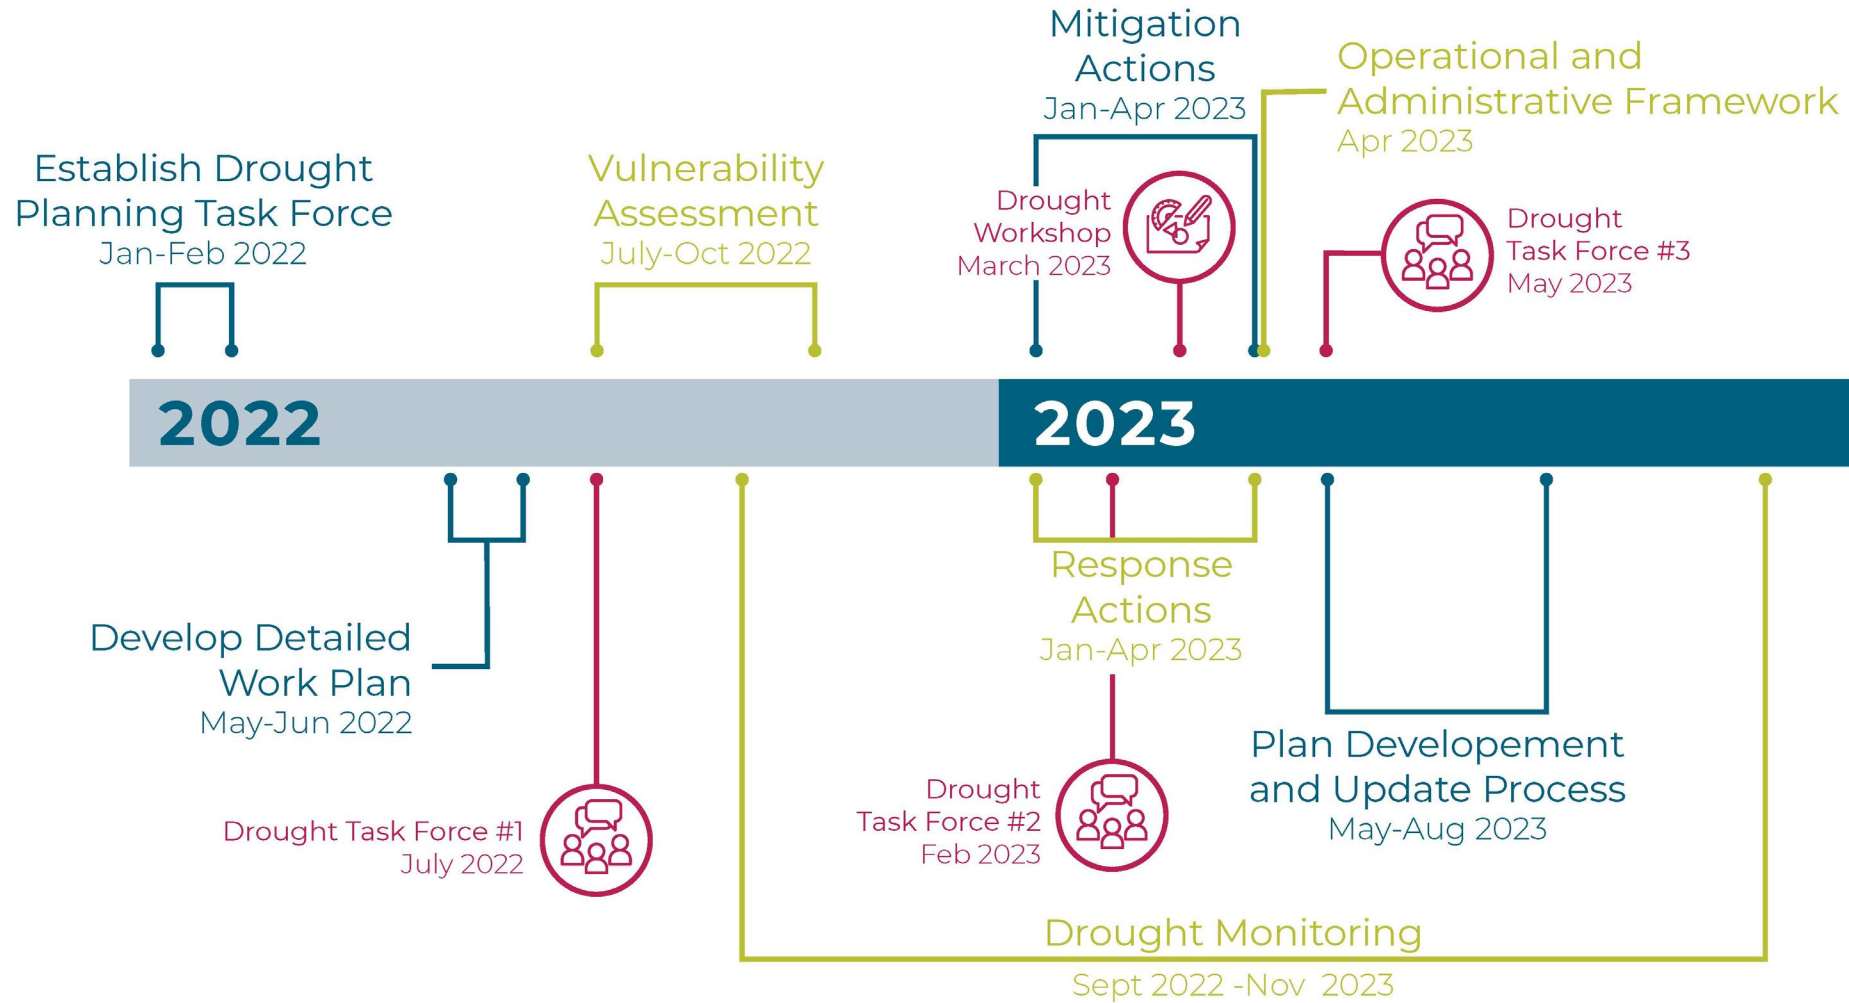 Mitigation
Actions
Jan-Apr 2023
Operational and
Administrative Framework
Apr 2023
Establish Drought
Planning Task Force
Jan-Feb 2022
Vulnerability
Assessment
July-Oct 2022
Drought
Workshop
March 2023
Drought
Task Force #3
May 2023
2022
2023
Develop Detailed
Work Plan
May-Jun 2022
Response
Actions
Jan-Apr 2023
Drought Task Force #1
July 2022
Drought
Task Force #2
Feb 2023
Plan Developement
and Update Process
May-Aug 2023
Drought Monitoring
Sept 2022 -Nov 2023